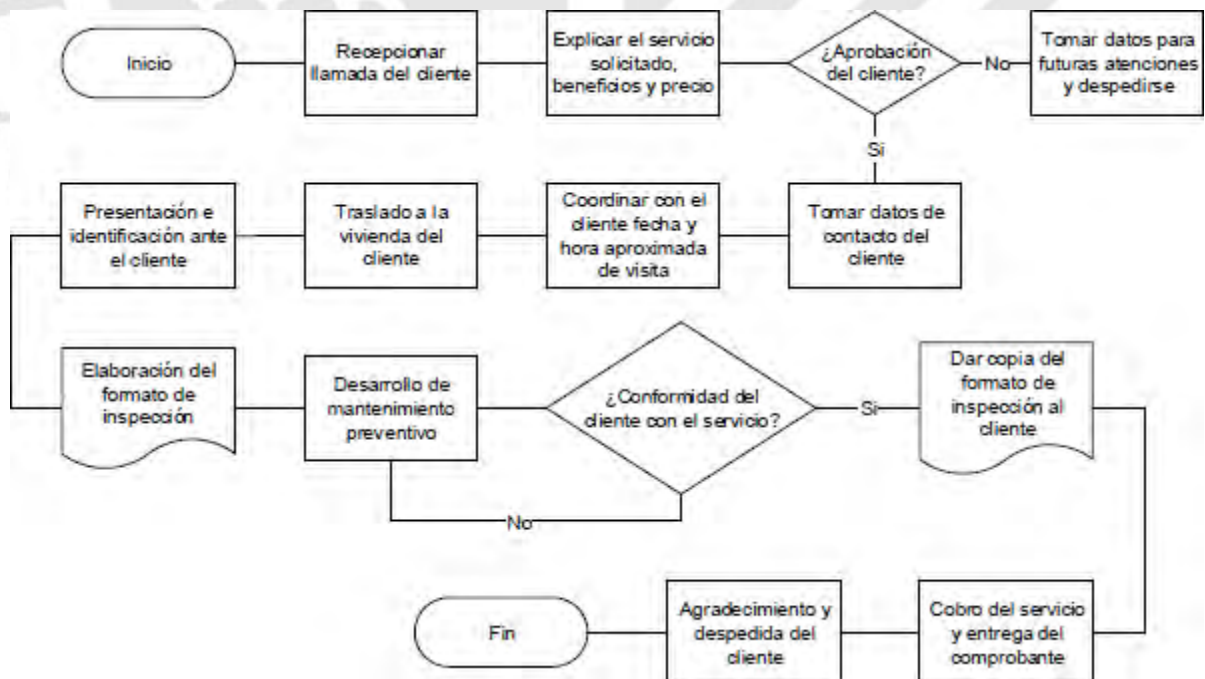 Inicio
Recepcionar
llamada del cliente
Explicar el servicio
solicitado,
beneficios y precio
¿Aprobación
del cliente?
No
Tomar datos para
futuras atenciones
y despedirse
Si
Presentación e
identificación ante
el cliente
Traslado a la
vivienda del
cliente
Coordinar con el
cliente fecha y
hora aproximada
de visita
Tomar datos de
contacto del
cliente
Elaboración del
formato de
inspección
Desarrollo de
mantenimiento
preventivo
¿Conformidad del
cliente con el servicio?
Si
Dar copia del
formato de
inspección al
cliente
No
Fin
Agradecimiento y
despedida del
cliente
Cobro del servicio
y entrega del
comprobante